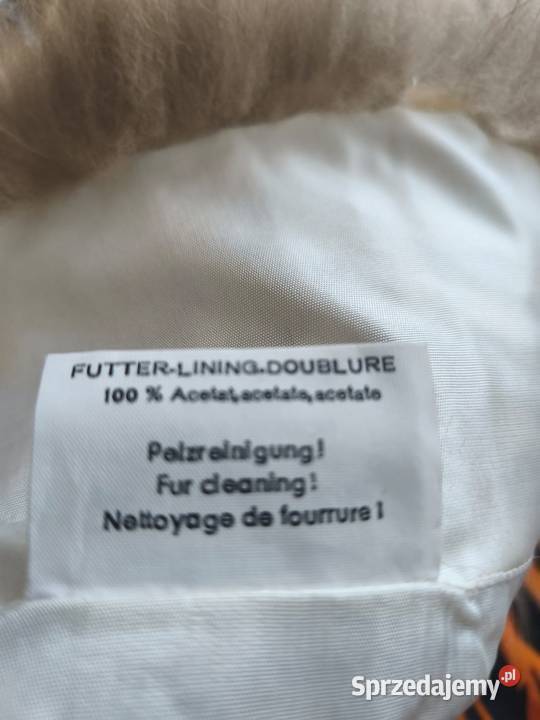 FUTTER-LINING-DOUBLURE
100 % Acetat,acetate,acetate
Pelzreinigung!
Fur cleaning!
Nettoyage de fourrure!
Sprzedajemy.pl